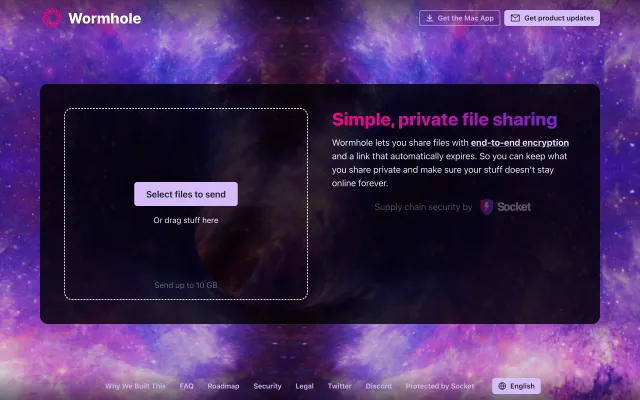 Wormhole
Get the Mac App
Get product updates
Select files to send
Or drag stuff here
Send up to 10 GB
Simple, private file sharing
Wormhole lets you share files with end-to-end encryption
and a link that automatically expires. So you can keep what
you share private and make sure your stuff doesn't stay
online forever.
Supply chain security by Socket
Why We Built This FAQ Roadmap Security Legal Twitter Discord Protected by Socket English